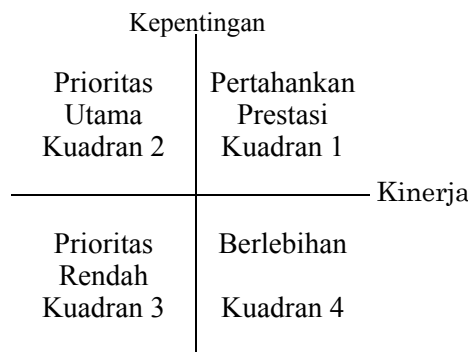 Kepentingan
Prioritas
Utama
Kuadran 2
Pertahankan
Prestasi
Kuadran 1
Kinerja
Prioritas
Rendah
Kuadran 3
Berlebihan
Kuadran 4